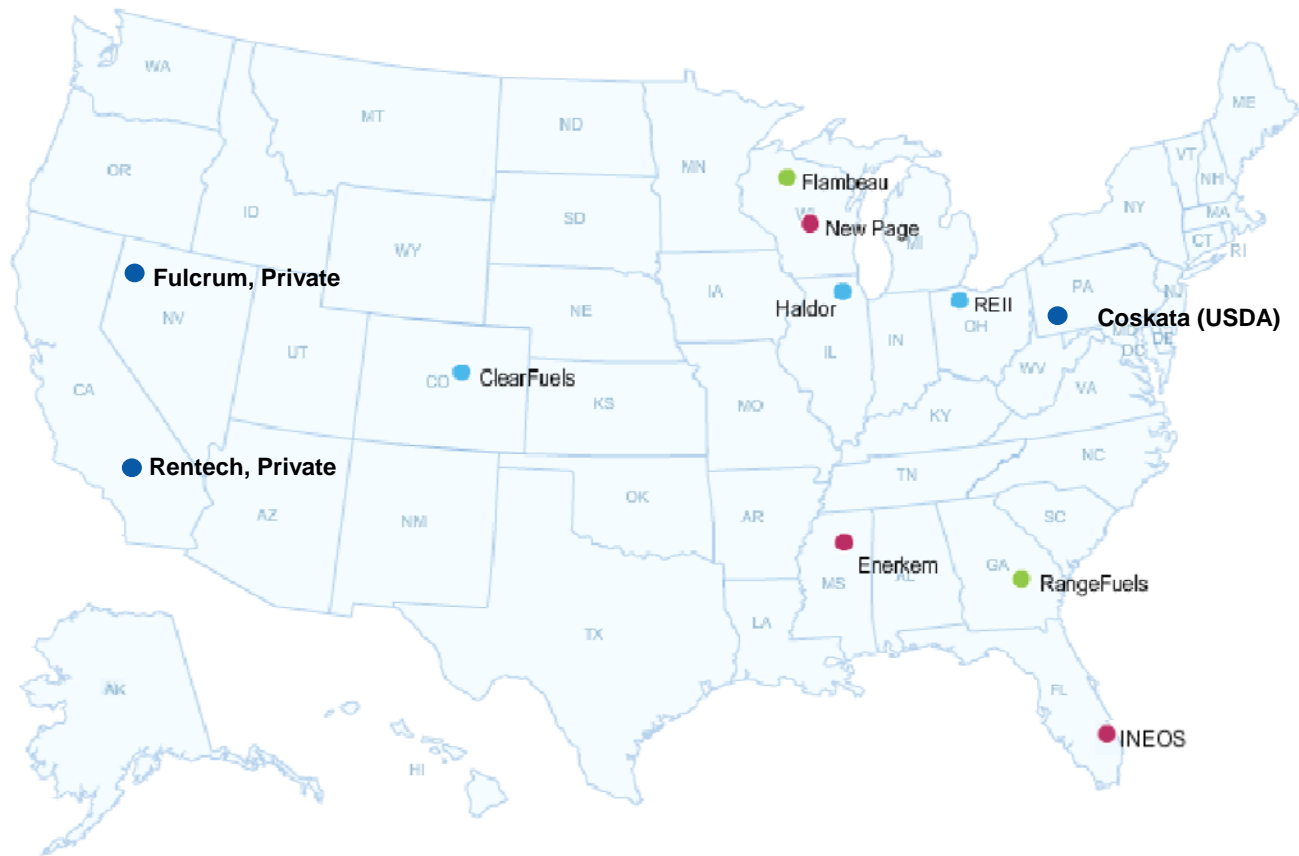 WA
MT
ND
MN
ME
VT
NH
OR
ID
SD
Flambeau
WI
New Page
MI
NY
MA
CT
RI
WY
Fulcrum, Private
NV
UT
NE
IA
Haldor
IL
IN
REII
OH
PA
NJ
Coskata (USDA)
DE
DC
WV
VA
CO
ClearFuels
KS
MO
KY
CA
Rentech, Private
AZ
NM
OK
AR
TN
NC
SC
Enerkem
MS
AL
GA
RangeFuels
TX
LA
FL
INEOS
AK
HI